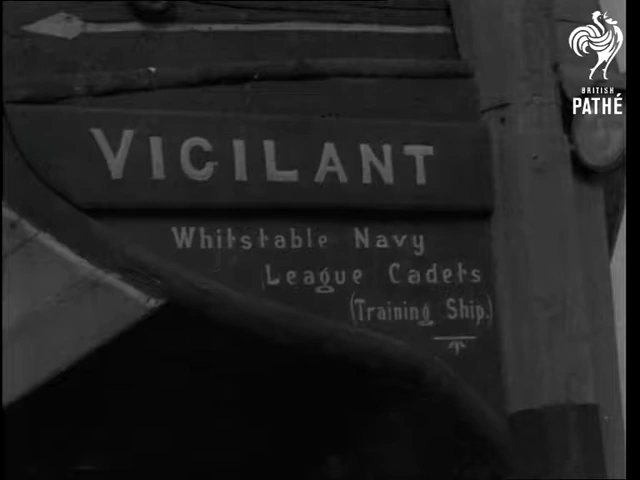 BRITISH
PATHÉ
VIGILANT
Whitstable Navy
League Cadets
(Training Ship.)